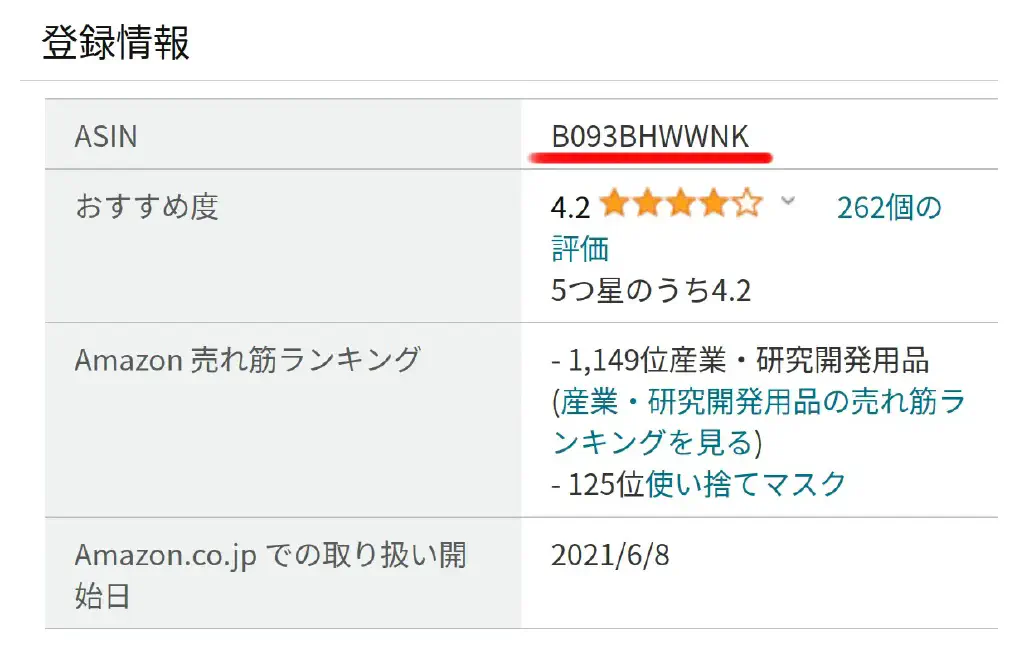 登録情報
ASIN
B093BHWWNK
おすすめ度
4.2
262個の
評価
5つ星のうち4.2
Amazon 売れ筋ランキング
- 1,149位産業・研究開発用品
(産業・研究開発用品の売れ筋ラ
ンキングを見る)
- 125位使い捨てマスク
Amazon.co.jp での取り扱い開
始日
2021/6/8